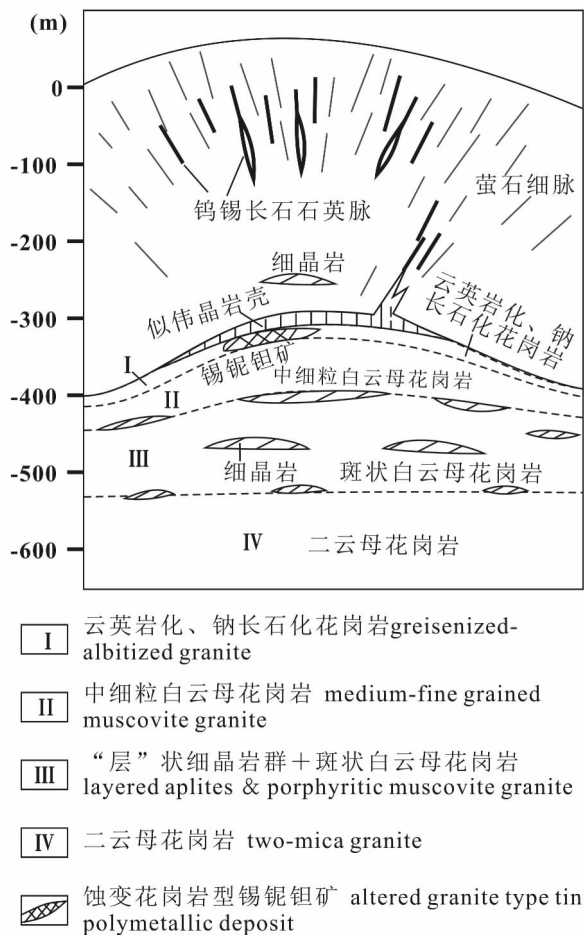 (m)
0
-100
-200
-300
-400
-500
-600
钨锡长石石英脉
萤石细脉
细晶岩
似伟晶岩壳
云英岩化、钠
长石化花岗岩
锡铌钽矿
I
中细粒白云母花岗岩
II
III
细晶岩
斑状白云母花岗岩
IV
二云母花岗岩
I 云英岩化、钠长石化花岗岩greisenized-
albitized granite
II 中细粒白云母花岗岩 medium-fine grained
muscovite granite
III “层”状细晶岩群+斑状白云母花岗岩
layered aplites & porphyritic muscovite granite
IV 二云母花岗岩 two-mica granite
蚀变花岗岩型锡铌钽矿 altered granite type tin
polymetallic deposit